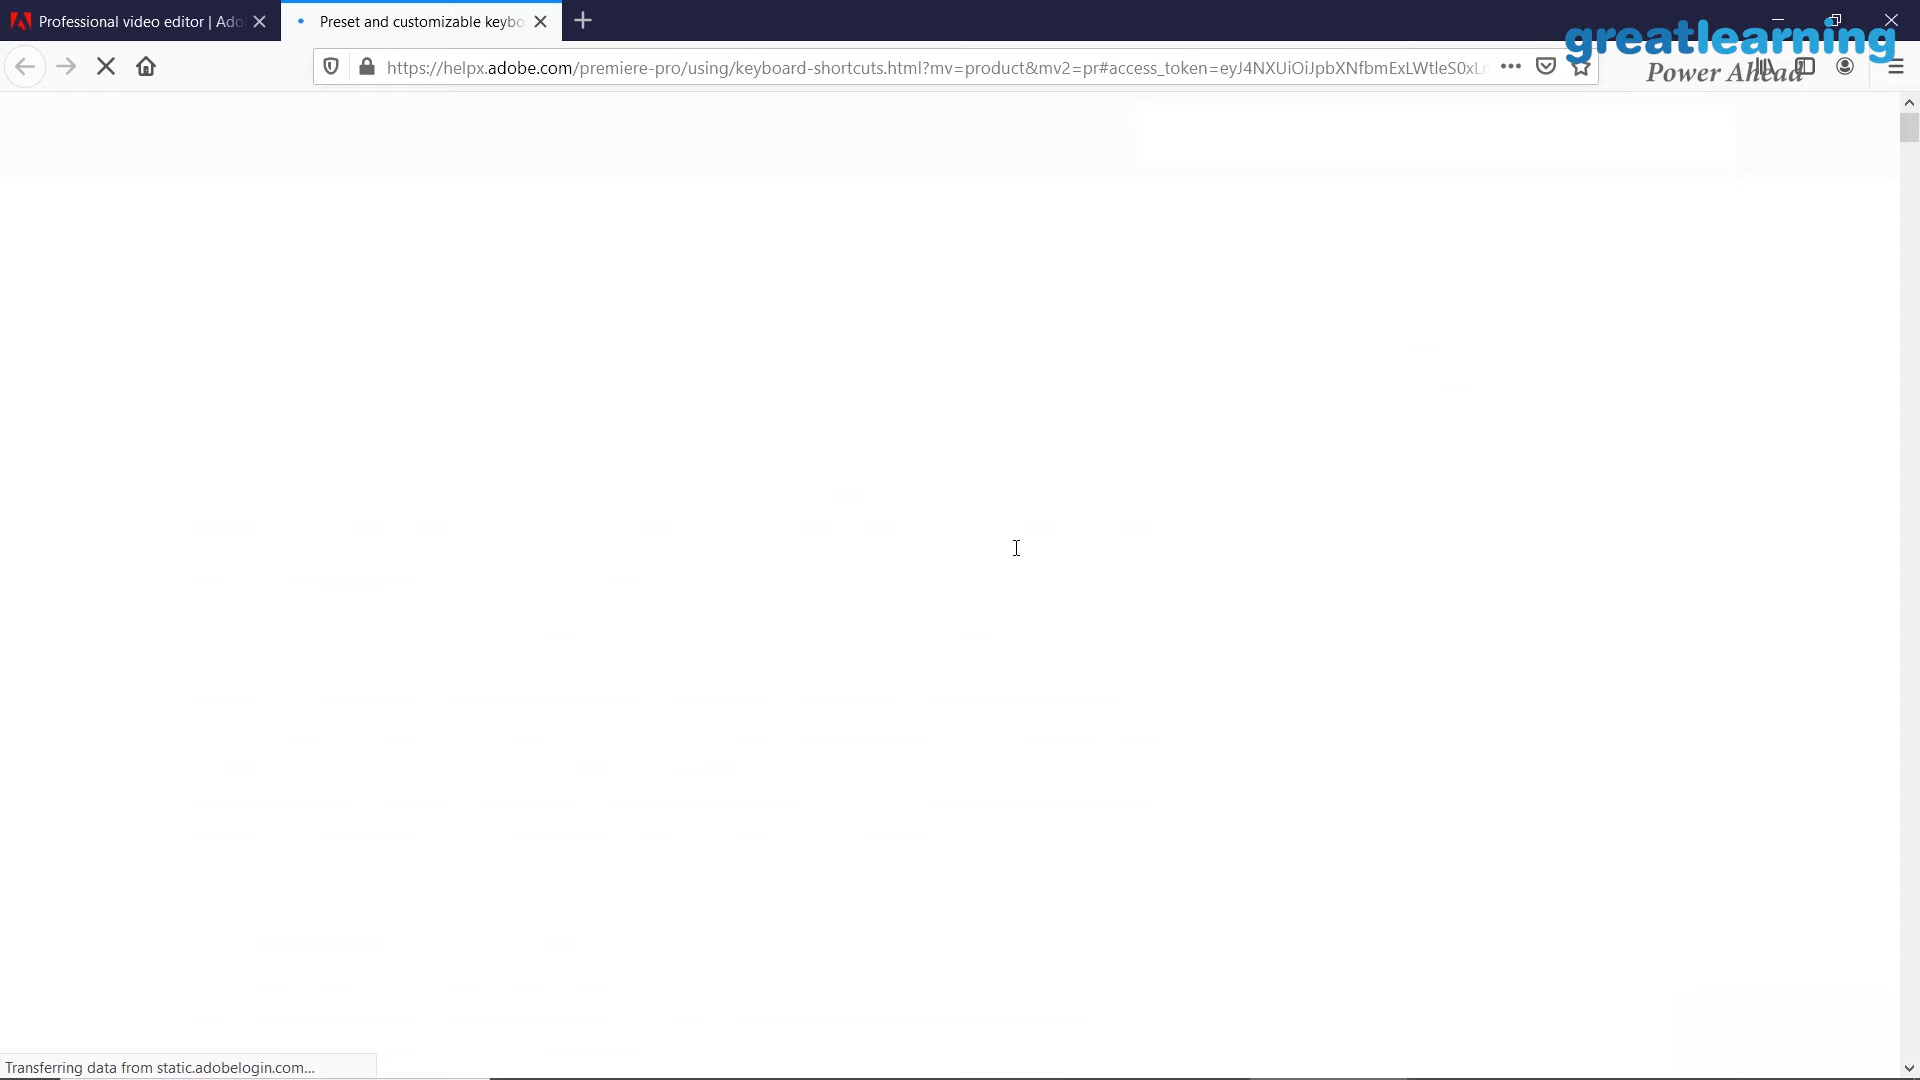 Professional video editor | Ado
Preset and customizable keybo
greatlearning
Power Ahead
https://helpx.adobe.com/premiere-pro/using/keyboard-shortcuts.html?mv=product&mv2=pr#access_token=eyJ4NXUiOiJpbXNfbmExLWtleS0xLr
Transferring data from static.adobelogin.com...